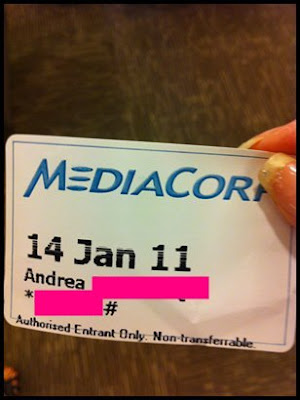 MEDIACORP
14 Jan 11
Andrea
* #
Authorised Entrant Only. Non-transferrable.